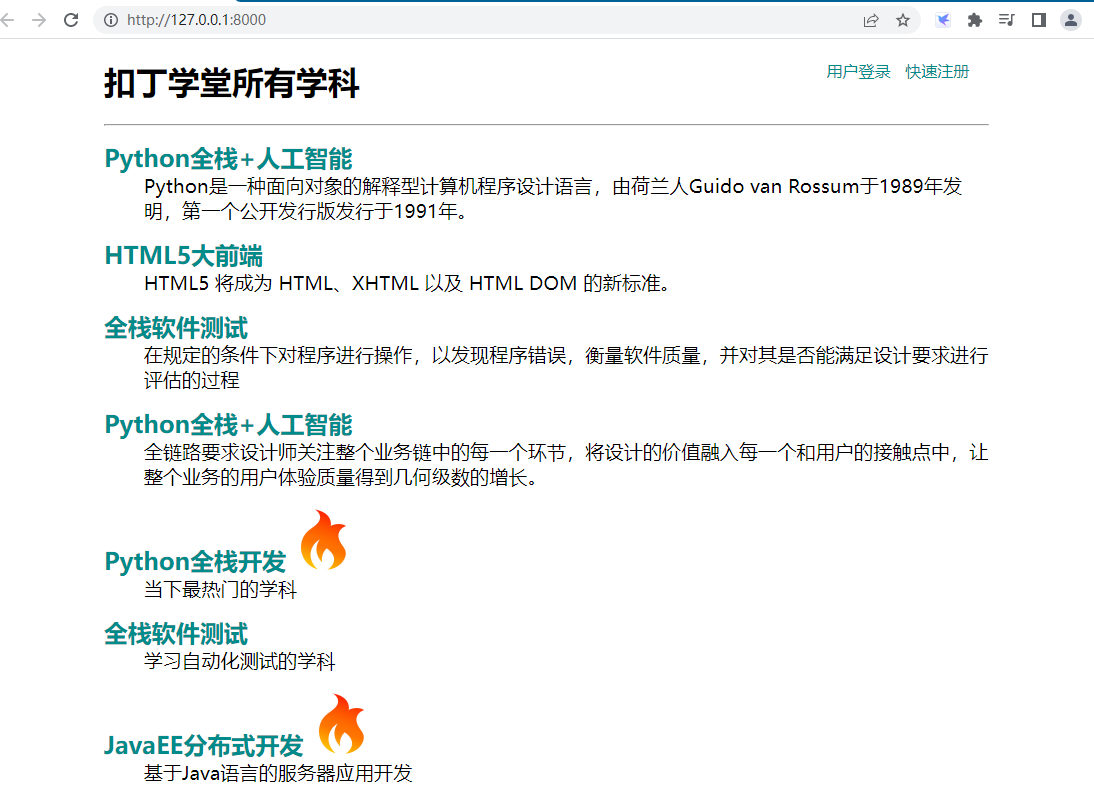 http://127.0.0.1:8000
扣丁学堂所有学科
用户登录 快速注册
Python全栈+人工智能
Python是一种面向对象的解释型计算机程序设计语言，由荷兰人Guido van Rossum于1989年发
明，第一个公开发行版发行于1991年。
HTML5大前端
HTML5 将成为 HTML、XHTML 以及 HTML DOM 的新标准。
全栈软件测试
在规定的条件下对程序进行操作，以发现程序错误，衡量软件质量，并对其是否能满足设计要求进行
评估的过程
Python全栈+人工智能
全链路要求设计师关注整个业务链中的每一个环节，将设计的价值融入每一个和用户的接触点中，让
整个业务的用户体验质量得到几何级数的增长。
Python全栈开发
当下最热门的学科
全栈软件测试
学习自动化测试的学科
JavaEE分布式开发
基于Java语言的服务器应用开发